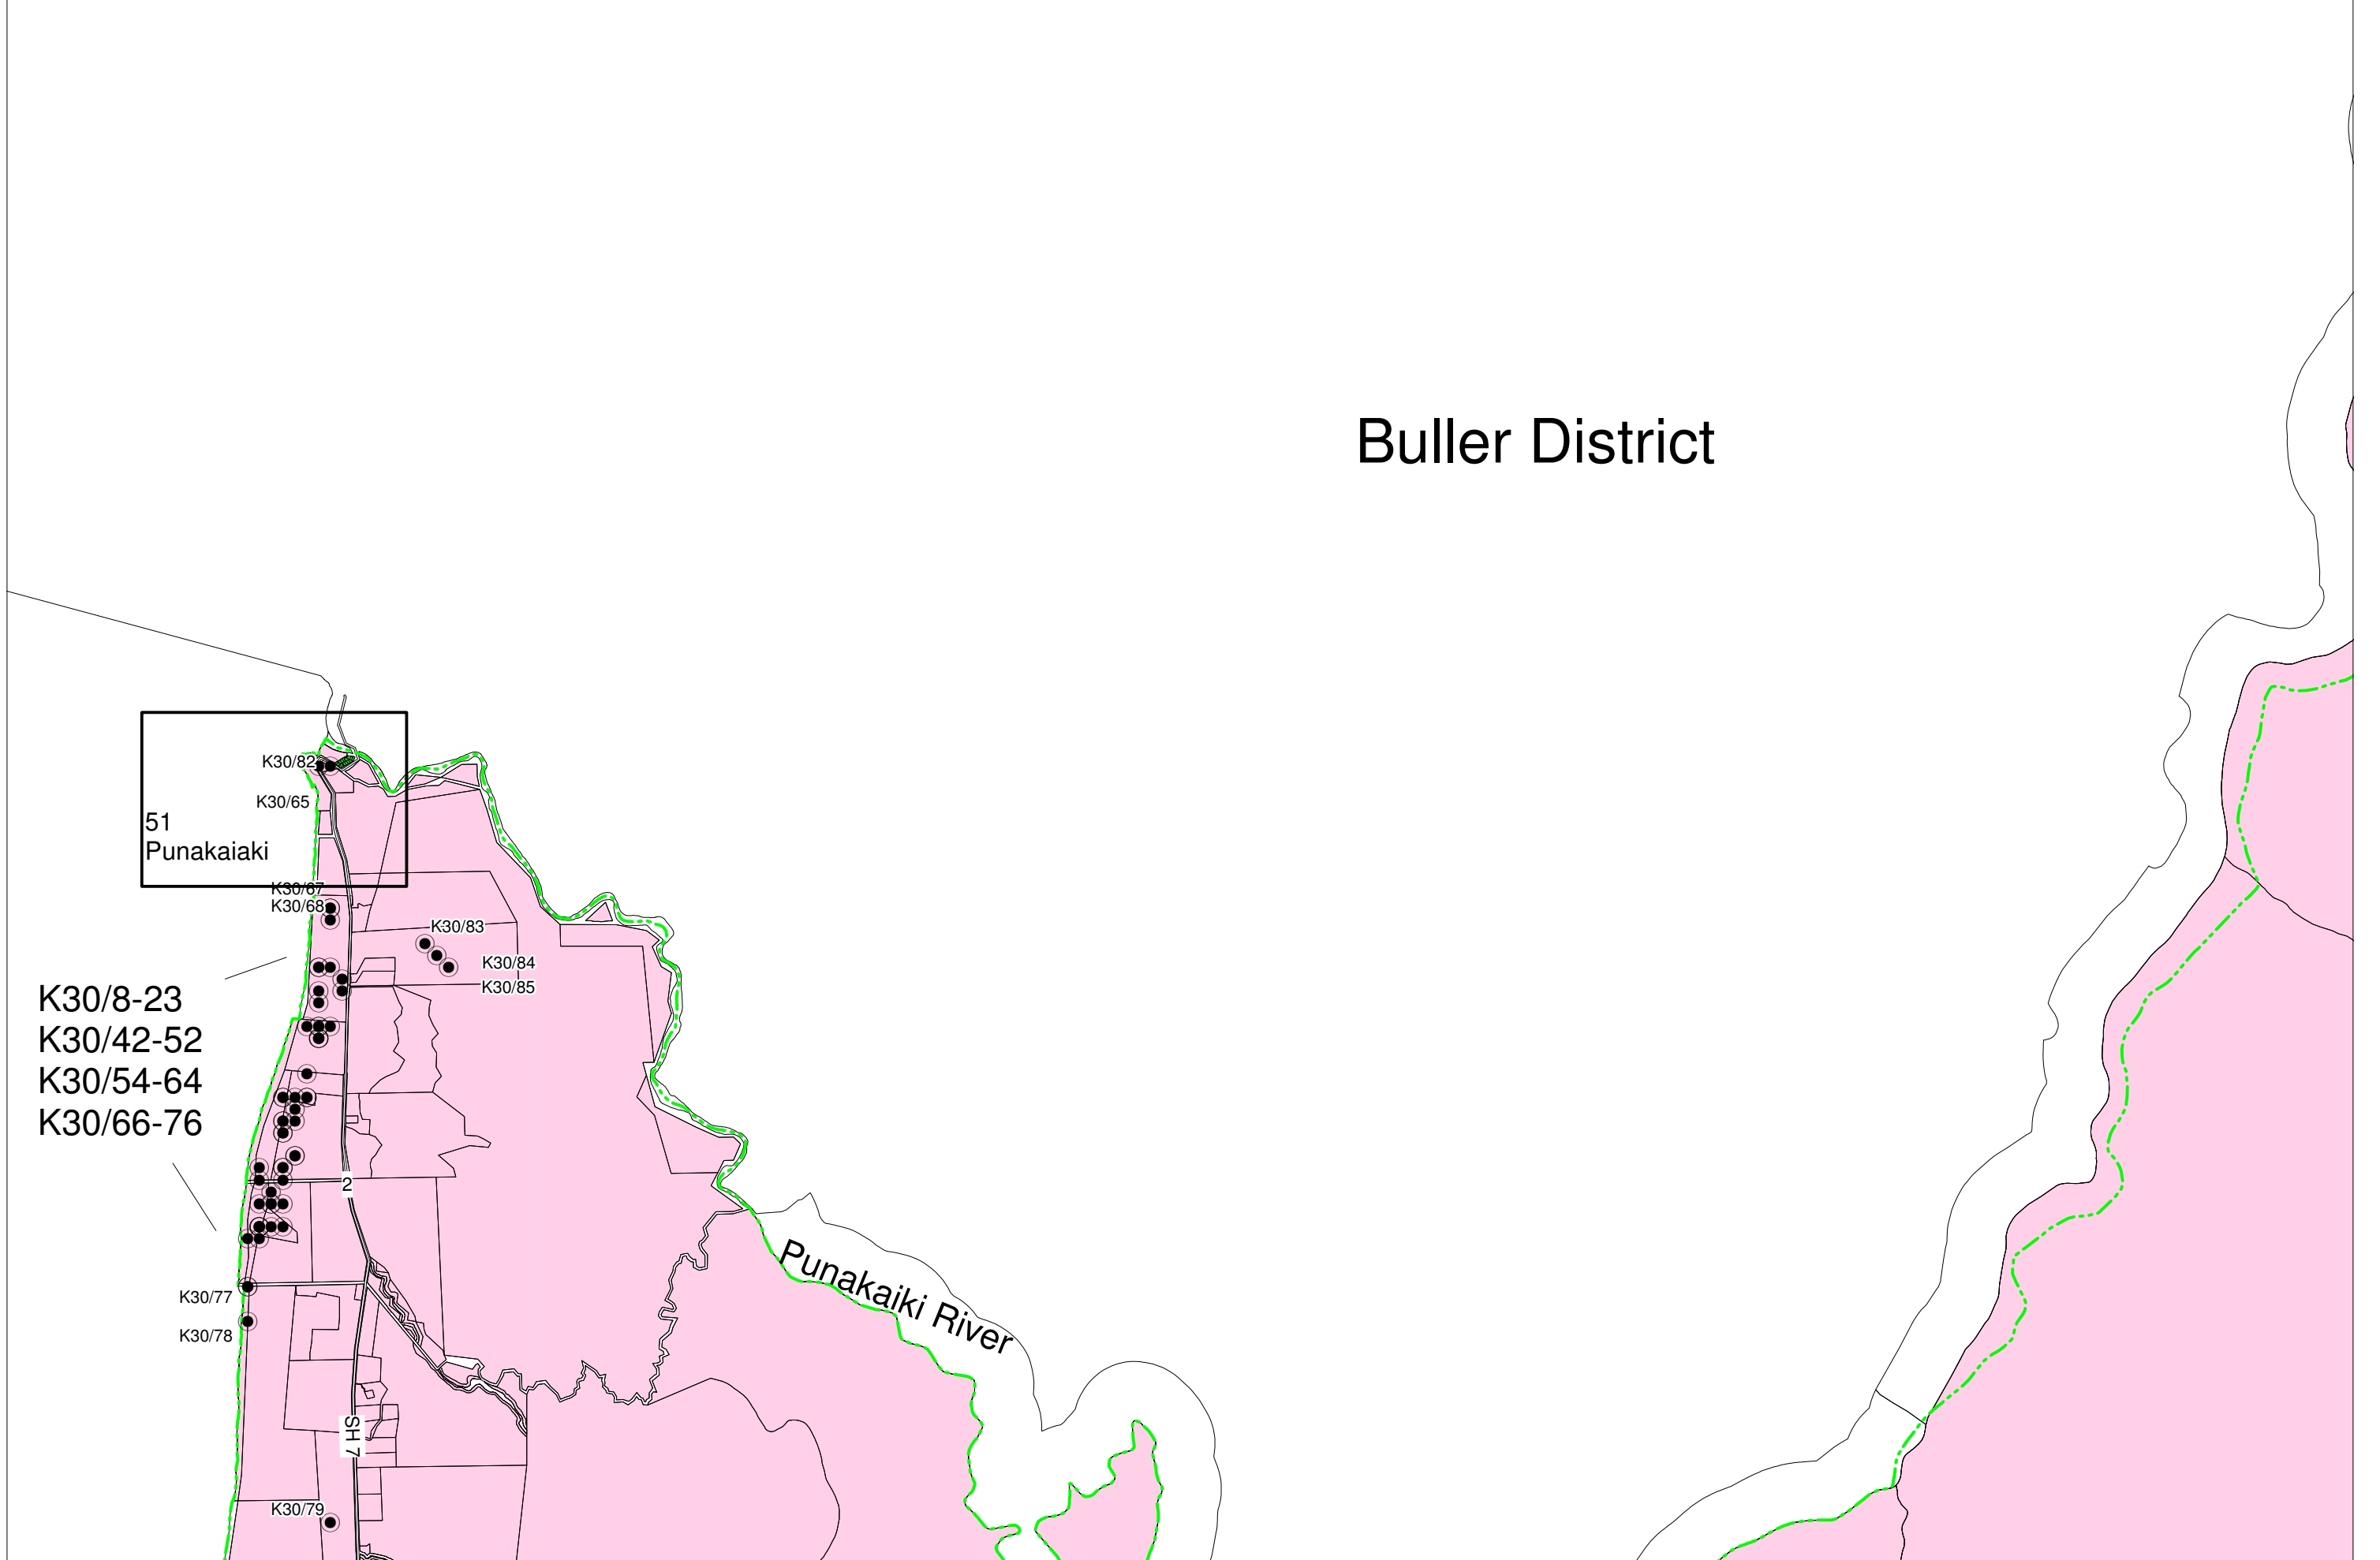 Buller District
K30/82
K30/65
51
Punakaiaki
K30/67
K30/68
K30/83
K30/84
K30/85
K30/8-23
K30/42-52
K30/54-64
K30/66-76
2
Punakaiki River
K30/77
K30/78
SH 7
K30/79